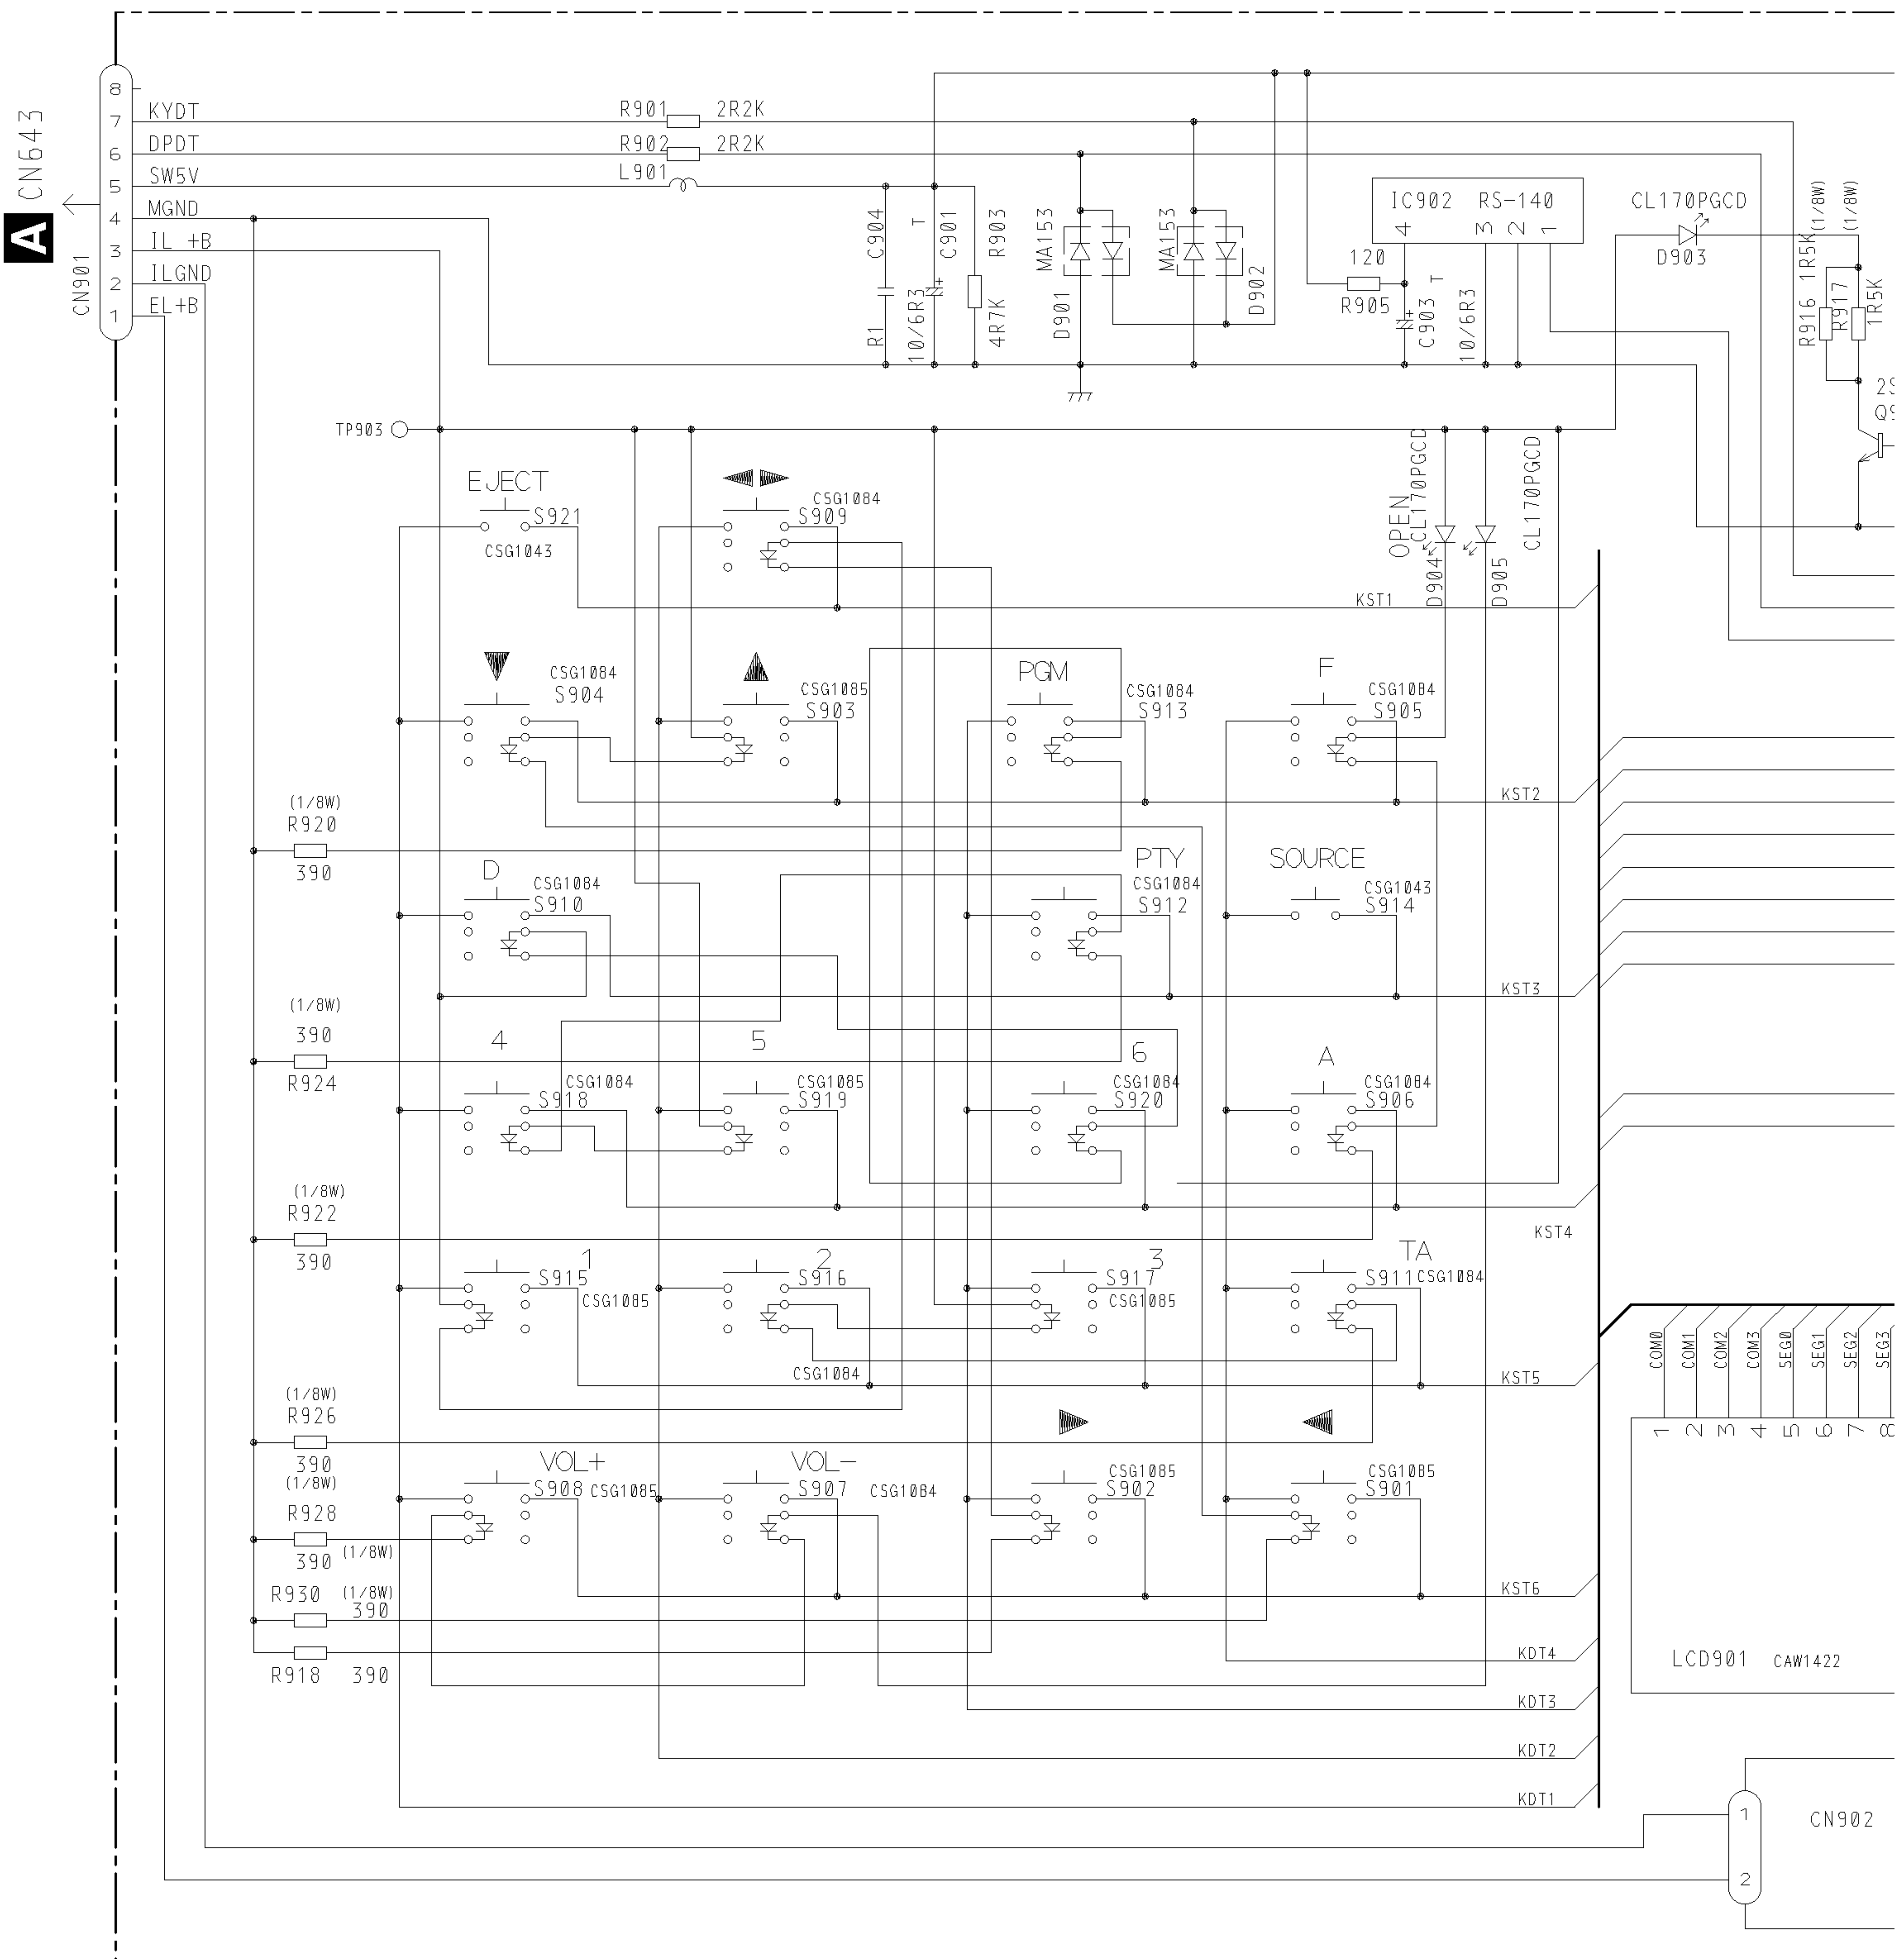 A CN643
CN901
8
7 KYDT
6 DPDT
5 SW5V
4 MGND
3 IL +B
2 ILGND
1 EL+B
R901 2R2K
R902 2R2K
L901
C904 R1
T C901 10/6R3
R903 4R7K
MA153 D901
MA153 D902
IC902 RS-140
4 3 2 1
120
R905
T
C903 10/6R3
CL170PGCD
D903
R916 1R5K (1/8W)
R917 1R5K (1/8W)
TP903
EJECT
S921
CSG1043
CSG1084
S909
OPEN
CL170PGCD
D904
CL170PGCD
D905
KST1
CSG1084
S904
CSG1085
S903
PGM
CSG1084
S913
F
CSG1084
S905
KST2
(1/8W)
R920
390
D
CSG1084
S910
PTY
CSG1084
S912
SOURCE
CSG1043
S914
KST3
(1/8W)
390
R924
4
CSG1084
S918
5
CSG1085
S919
6
CSG1084
S920
A
CSG1084
S906
KST4
(1/8W)
R922
390
1
S915
CSG1085
2
S916
CSG1084
3
S917
CSG1085
TA
S911 CSG1084
KST5
(1/8W)
R926
390
VOL+
S908 CSG1085
VOL-
S907 CSG1084
CSG1085
S902
CSG1085
S901
KST6
(1/8W)
R928
390 (1/8W)
R930 (1/8W)
390
R918 390
KDT4
KDT3
KDT2
KDT1
COM0 COM1 COM2 COM3 SEG0 SEG1 SEG2 SEG3
1 2 3 4 5 6 7 8
LCD901 CAW1422
CN902
1
2